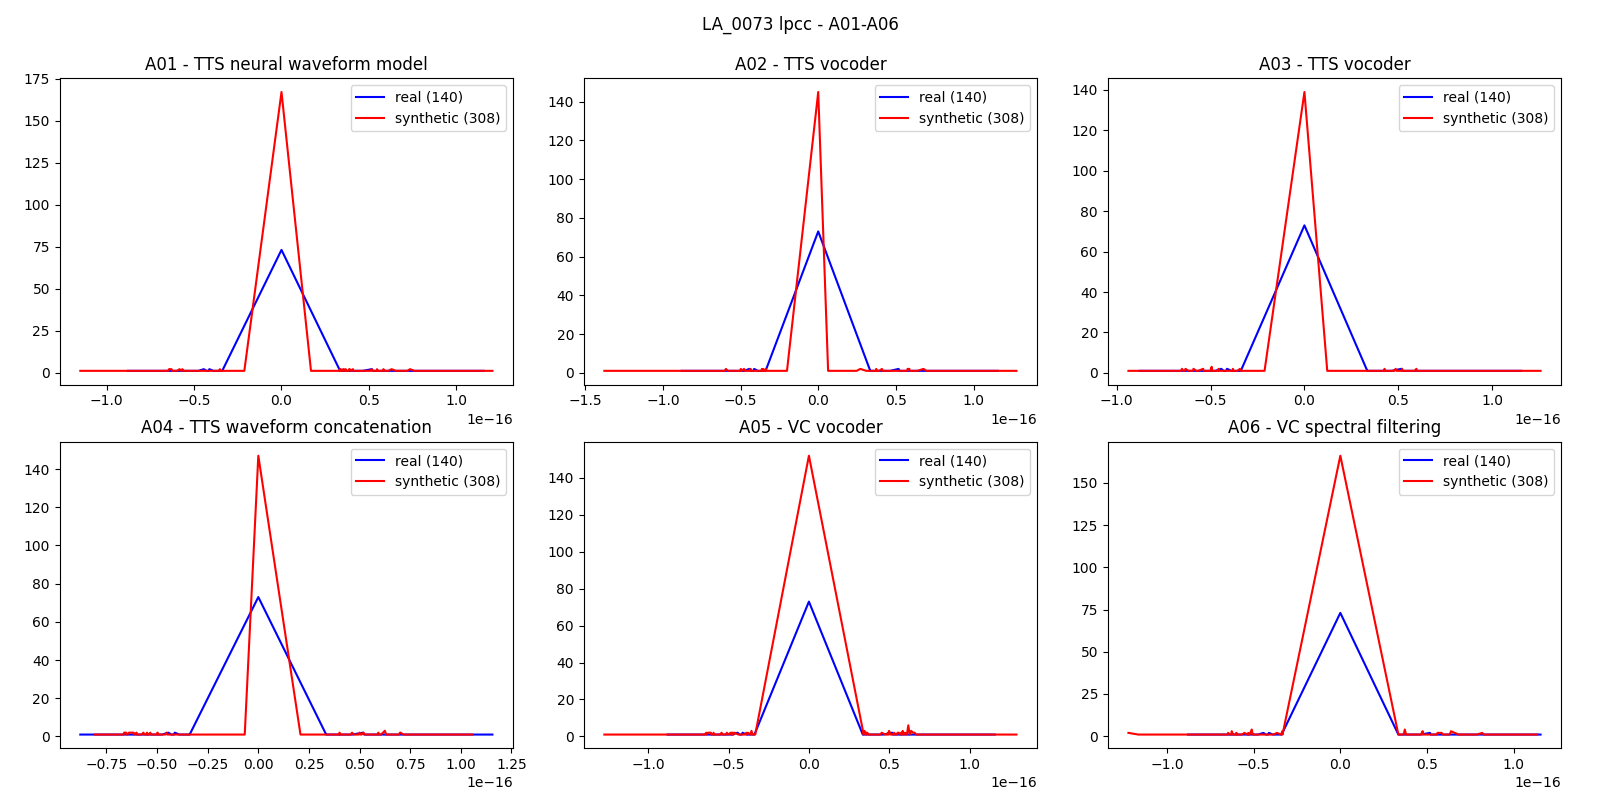 LA_0073 lpcc - A01-A06
A01 - TTS neural waveform model
175
150
125
100
75
50
25
0
−1.0 −0.5 0.0 0.5 1.0
1e−16
real (140)
synthetic (308)
A02 - TTS vocoder
140
120
100
80
60
40
20
0
−1.5 −1.0 −0.5 0.0 0.5 1.0
1e−16
real (140)
synthetic (308)
A03 - TTS vocoder
140
120
100
80
60
40
20
0
−1.0 −0.5 0.0 0.5 1.0
1e−16
real (140)
synthetic (308)
A04 - TTS waveform concatenation
140
120
100
80
60
40
20
0
−0.75 −0.50 −0.25 0.00 0.25 0.50 0.75 1.00 1.25
1e−16
real (140)
synthetic (308)
A05 - VC vocoder
140
120
100
80
60
40
20
0
−1.0 −0.5 0.0 0.5 1.0
1e−16
real (140)
synthetic (308)
A06 - VC spectral filtering
150
125
100
75
50
25
0
−1.0 −0.5 0.0 0.5 1.0
1e−16
real (140)
synthetic (308)